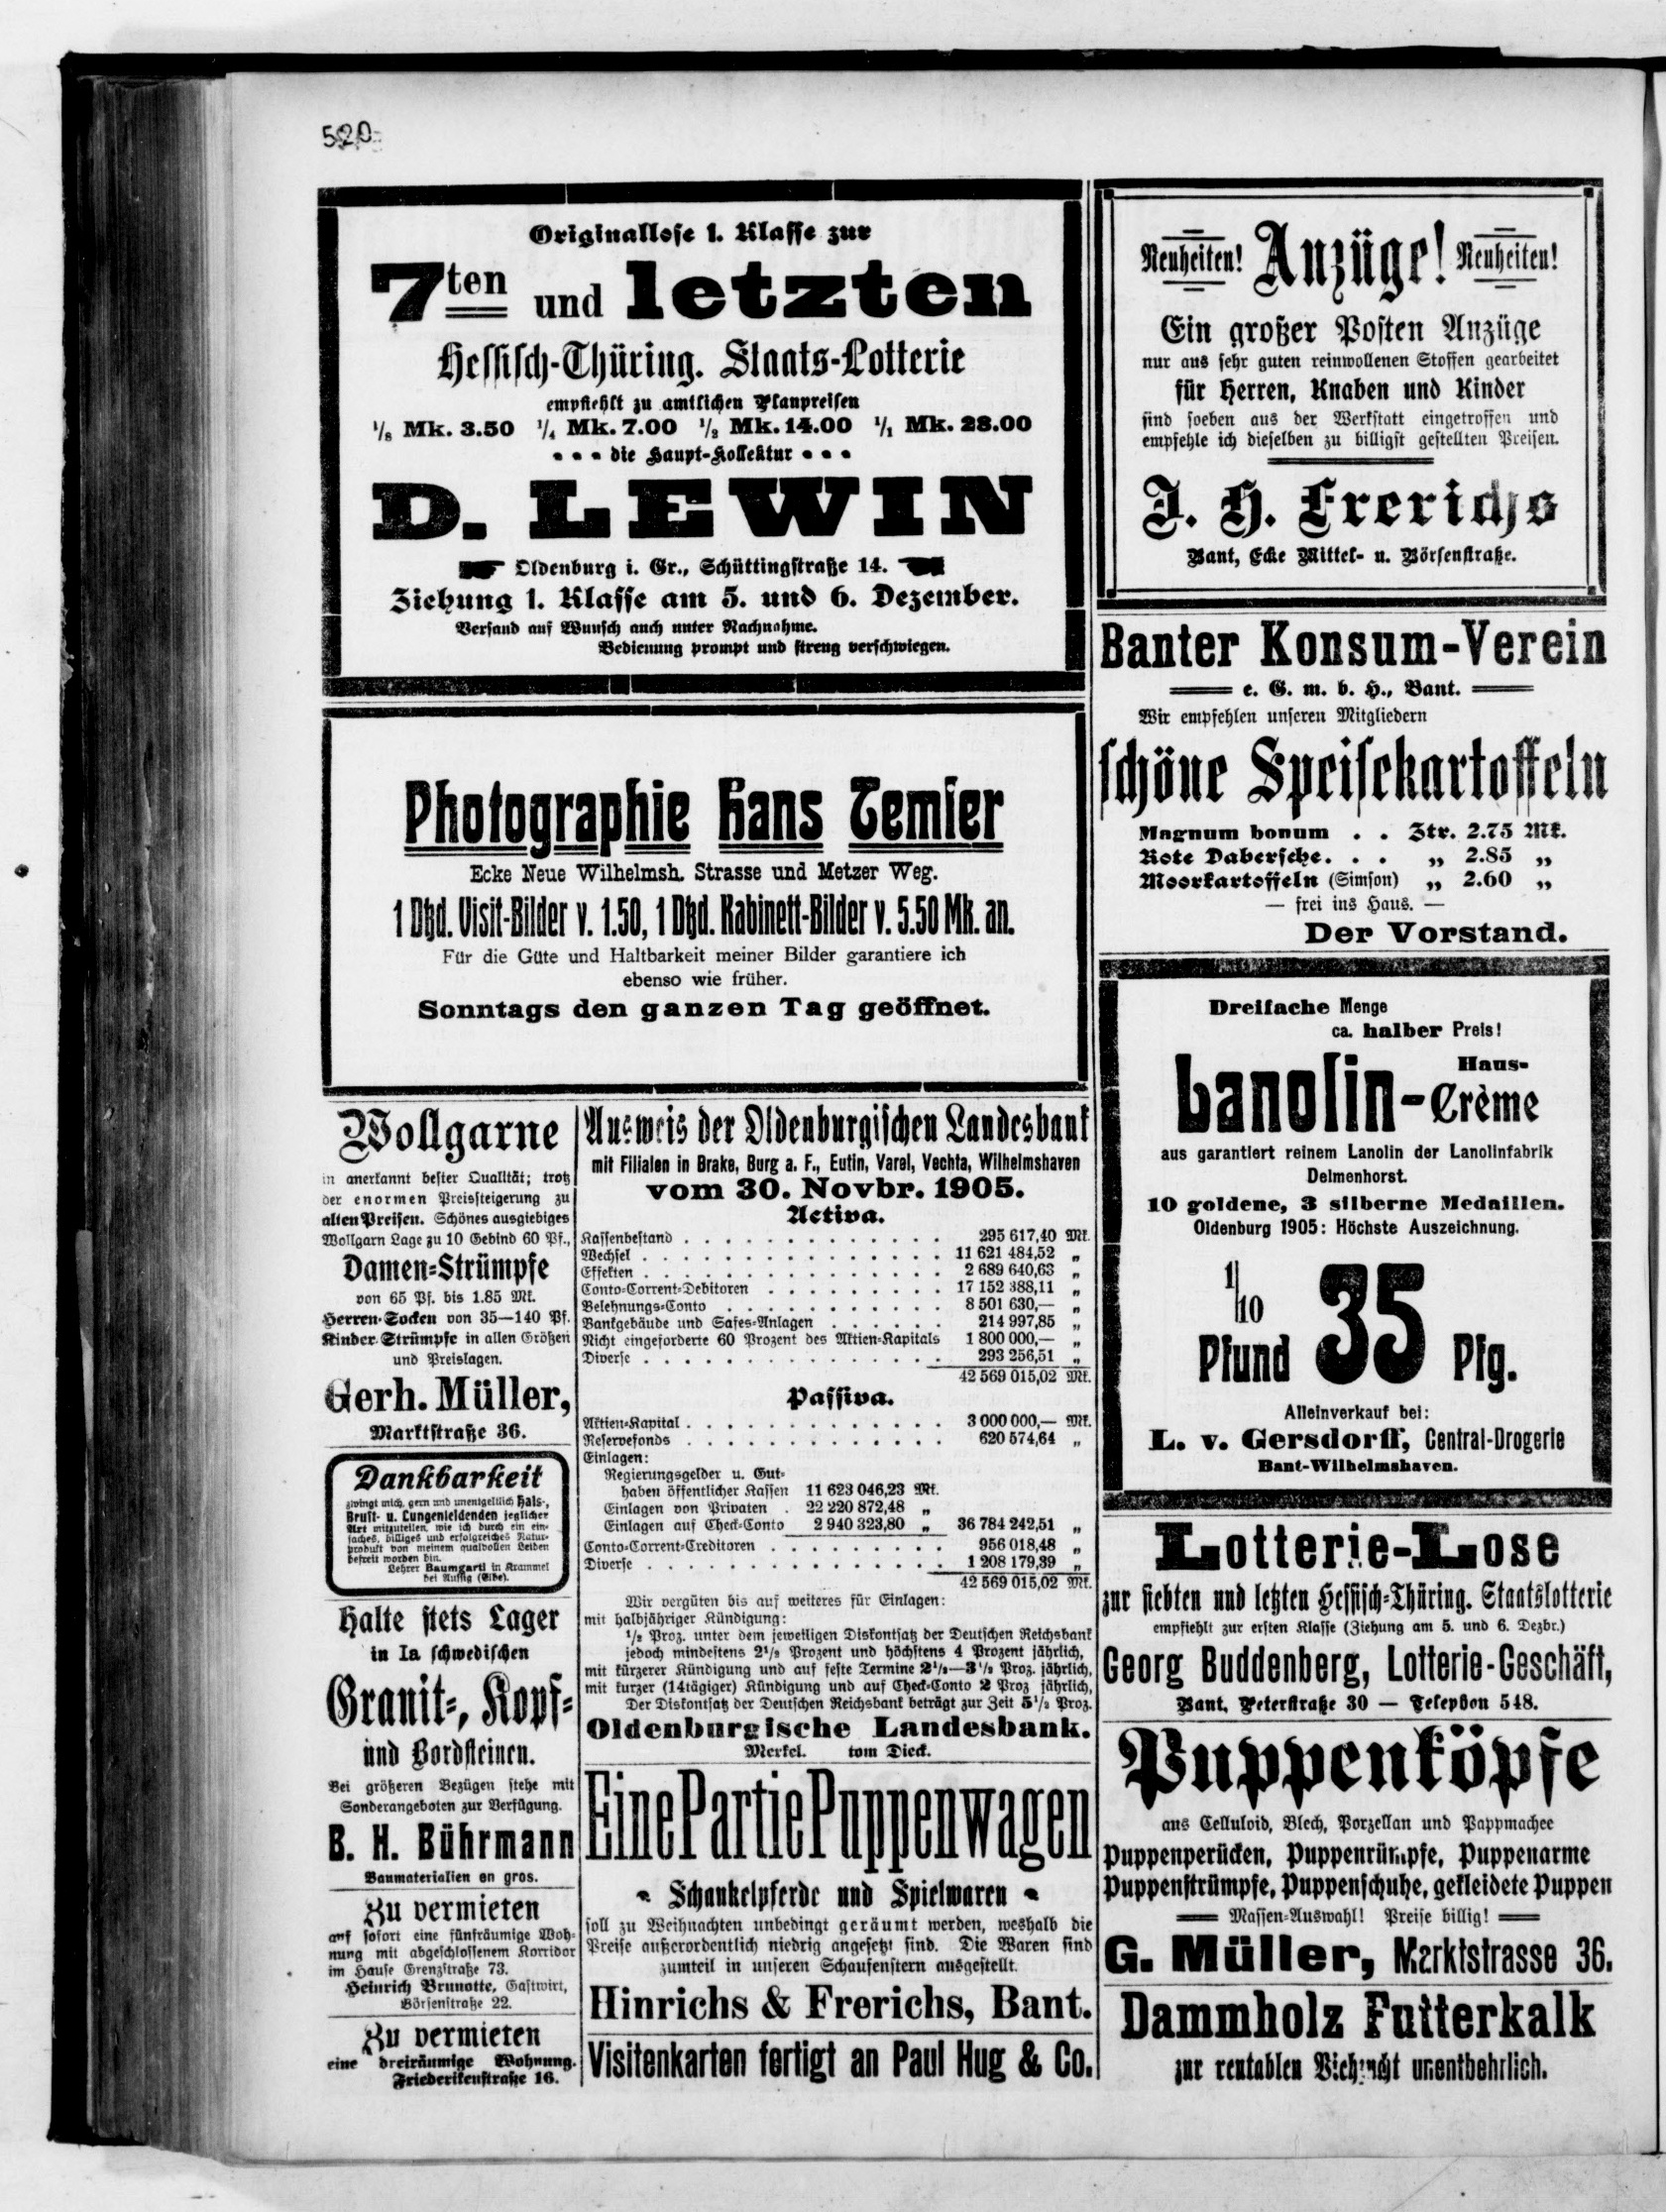 520
Originallose 1. Klasse zur
7ten und letzten
Hessisch-Thüring. Staats-Lotterie
empfiehlt zu amtlichen Planpreisen
1/8 Mk. 3.50 1/4 Mk. 7.00 1/2 Mk. 14.00 1/1 Mk. 28.00
• • • die Haupt-Kollektur • • •
D. LEWIN
Oldenburg i. Gr., Schüttingstraße 14.
Ziehung 1. Klasse am 5. und 6. Dezember.
Versand auf Wunsch auch unter Nachnahme.
Bedienung prompt und streng verschwiegen.
Photographie Hans Temler
Ecke Neue Wilhelmsh. Strasse und Metzer Weg.
1 Dtzd. Visit-Bilder v. 1.50, 1 Dtzd. Kabinett-Bilder v. 5.50 Mk. an.
Für die Güte und Haltbarkeit meiner Bilder garantiere ich
ebenso wie früher.
Sonntags den ganzen Tag geöffnet.
Wollgarne
in anerkannt bester Qualität; trotz
der enormen Preissteigerung zu
alten Preisen. Schönes ausgiebiges
Wollgarn Lage zu 10 Gebind 60 Pf.,
Damen-Strümpfe
von 65 Pf. bis 1.85 Mk.
Herren-Socken von 35—140 Pf.
Kinder-Strümpfe in allen Größen
und Preislagen.
Gerh. Müller,
Marktstraße 36.
Dankbarkeit
zwingt mich, gern und unentgeltlich Hals-,
Brust- u. Lungenleidenden jeglicher
Art mitzuteilen, wie ich durch ein ein-
faches, billiges und erfolgreiches Natur-
produkt von meinem qualvollen Leiden
befreit worden bin.
Lehrer Baumgartl in Krammel
bei Aussig (Elbe).
Halte stets Lager
in Ia schwedischen
Granit-, Kopf-
und Bordsteinen.
Bei größeren Bezügen stehe mit
Sonderangeboten zur Verfügung.
B. H. Bührmann
Baumaterialien en gros.
Zu vermieten
auf sofort eine fünfräumige Woh-
nung mit abgeschlossenem Korridor
im Hause Grenzstraße 73.
Heinrich Brunotte, Gastwirt,
Börsenstraße 22.
Zu vermieten
eine dreiräumige Wohnung.
Friederikenstraße 16.
Ausweis der Oldenburgischen Landesbank
mit Filialen in Brake, Burg a. F., Eutin, Varel, Vechta, Wilhelmshaven
vom 30. Novbr. 1905.
Activa.
Kassenbestand . . . . . . . . . . . . 295 617,40 Mk.
Wechsel . . . . . . . . . . . . . . 11 621 484,52 „
Effekten . . . . . . . . . . . . . . 2 689 640,63 „
Conto-Corrent-Debitoren . . . . . . . . 17 152 388,11 „
Belehnungs-Conto . . . . . . . . . . 8 501 630,— „
Bankgebäude und Safes-Anlagen . . . . . . 214 997,85 „
Nicht eingeforderte 60 Prozent des Aktien-Kapitals 1 800 000,— „
Diverse . . . . . . . . . . . . . . 293 256,51 „
42 569 015,02 Mk.
Passiva.
Aktien-Kapital . . . . . . . . . . . . 3 000 000,— Mk.
Reservefonds . . . . . . . . . . . . 620 574,64 „
Einlagen:
Regierungsgelder u. Gut-
haben öffentlicher Kassen 11 623 046,23 Mk.
Einlagen von Privaten . 22 220 872,48 „
Einlagen auf Check-Conto 2 940 323,80 „ 36 784 242,51 „
Conto-Corrent-Creditoren . . . . . . . . 956 018,48 „
Diverse . . . . . . . . . . . . . . 1 208 179,39 „
42 569 015,02 Mk.
Wir vergüten bis auf weiteres für Einlagen:
mit halbjähriger Kündigung:
1/2 Proz. unter dem jeweiligen Diskontsatz der Deutschen Reichsbank
jedoch mindestens 2 1/2 Prozent und höchstens 4 Prozent jährlich,
mit kürzerer Kündigung und auf feste Termine 2 1/2—3 1/2 Proz. jährlich,
mit kurzer (14tägiger) Kündigung und auf Check-Conto 2 Proz jährlich,
Der Diskontsatz der Deutschen Reichsbank beträgt zur Zeit 5 1/2 Proz.
Oldenburgische Landesbank.
Merkel. tom Dieck.
Eine Partie Puppenwagen
Schaukelpferde und Spielwaren
soll zu Weihnachten unbedingt geräumt werden, weshalb die
Preise außerordentlich niedrig angesetzt sind. Die Waren sind
zumteil in unseren Schaufenstern ausgestellt.
Hinrichs & Frerichs, Bant.
Visitenkarten fertigt an Paul Hug & Co.
Neuheiten! Anzüge! Neuheiten!
Ein großer Posten Anzüge
nur aus sehr guten reinwollenen Stoffen gearbeitet
für Herren, Knaben und Kinder
sind soeben aus der Werkstatt eingetroffen und
empfehle ich dieselben zu billigst gestellten Preisen.
J. H. Frerichs
Bant, Ecke Mittel- u. Börsenstraße.
Banter Konsum-Verein
e. G. m. b. H., Bant.
Wir empfehlen unseren Mitgliedern
schöne Speisekartoffeln
Magnum bonum . . Ztr. 2.75 Mk.
Rote Dabersche. . . „ 2.85 „
Moorkartoffeln (Simson) „ 2.60 „
— frei ins Haus. —
Der Vorstand.
Dreifache Menge
ca. halber Preis!
Lanolin-Haus-Crème
aus garantiert reinem Lanolin der Lanolinfabrik
Delmenhorst.
10 goldene, 3 silberne Medaillen.
Oldenburg 1905: Höchste Auszeichnung.
1/10 Pfund 35 Pfg.
Alleinverkauf bei:
L. v. Gersdorff, Central-Drogerie
Bant-Wilhelmshaven.
Lotterie-Lose
zur siebten und letzten Hessisch-Thüring. Staatslotterie
empfiehlt zur ersten Klasse (Ziehung am 5. und 6. Dezbr.)
Georg Buddenberg, Lotterie-Geschäft,
Bant, Peterstraße 30 — Telephon 548.
Puppenköpfe
aus Celluloid, Blech, Porzellan und Pappmachee
Puppenperücken, Puppenrümpfe, Puppenarme
Puppenstrümpfe, Puppenschuhe, gekleidete Puppen
Massen-Auswahl! Preise billig!
G. Müller, Marktstrasse 36.
Dammholz Futterkalk
zur rentablen Viehzucht unentbehrlich.